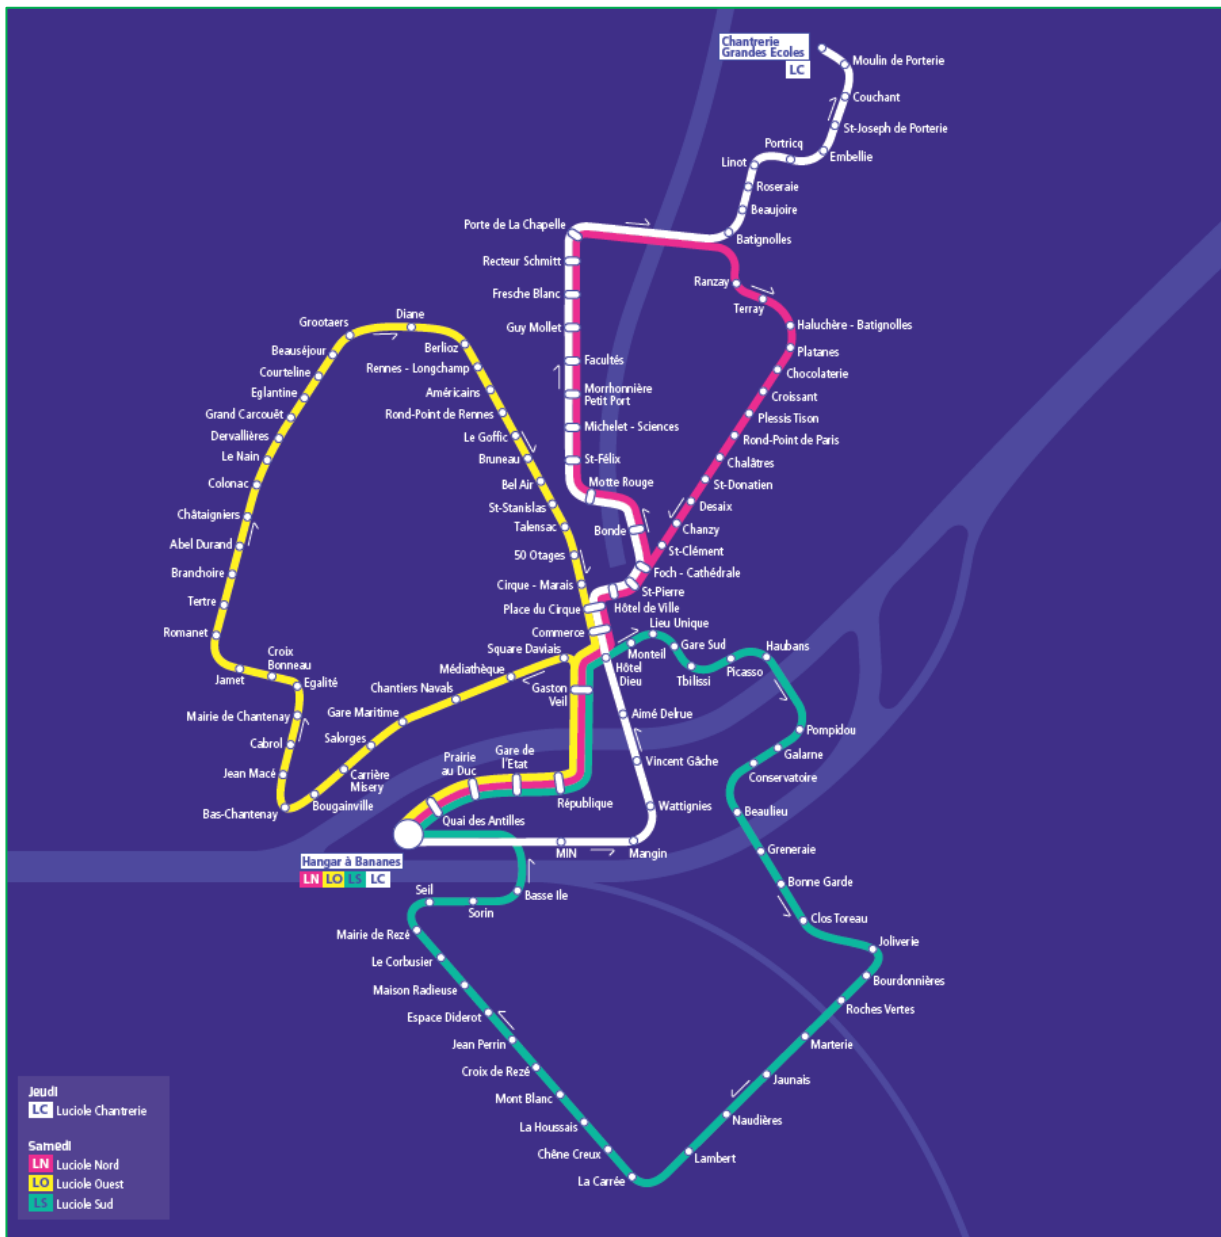 Chantrerie
Grandes Ecoles
LC
Moulin de Porterie
Couchant
St-Joseph de Porterie
Embellie
Portricq
Linot
Roseraie
Beaujoire
Batignolles
Porte de La Chapelle
Recteur Schmitt
Fresche Blanc
Guy Mollet
Facultés
Morrhonnière
Petit Port
Michelet - Sciences
St-Félix
Motte Rouge
Bonde
Ranzay
Terray
Haluchère - Batignolles
Platanes
Chocolaterie
Croissant
Plessis Tison
Rond-Point de Paris
Chalâtres
St-Donatien
Desaix
Chanzy
St-Clément
Foch - Cathédrale
St-Pierre
Hôtel de Ville
Place du Cirque
Commerce
Diane
Grootaers
Beauséjour
Courteline
Eglantine
Grand Carcouët
Dervallières
Le Nain
Colonac
Châtaigniers
Abel Durand
Branchoire
Tertre
Romanet
Jamet
Croix
Bonneau
Egalité
Mairie de Chantenay
Cabrol
Jean Macé
Bas-Chantenay
Bougainville
Carrière
Misery
Salorges
Gare Maritime
Chantiers Navals
Médiathèque
Square Daviais
Berlioz
Rennes - Longchamp
Américains
Rond-Point de Rennes
Le Goffic
Bruneau
Bel Air
St-Stanislas
Talensac
50 Otages
Cirque - Marais
Lieu Unique
Monteil
Gare Sud
Tbilissi
Picasso
Haubans
Hôtel
Dieu
Gaston
Veil
Aimé Delrue
Vincent Gâche
Wattignies
Mangin
MIN
Prairie
au Duc
Gare de
l'Etat
République
Quai des Antilles
Hangar à Bananes
LN LO LS LC
Pompidou
Galarne
Conservatoire
Beaulieu
Greneraie
Bonne Garde
Clos Toreau
Joliverie
Bourdonnières
Roches Vertes
Marterie
Jaunais
Naudières
Lambert
La Carrée
Chêne Creux
La Houssais
Mont Blanc
Croix de Rezé
Jean Perrin
Espace Diderot
Maison Radieuse
Le Corbusier
Mairie de Rezé
Seil
Sorin
Basse Ile
Jeudi
LC Luciole Chantrerie
Samedi
LN Luciole Nord
LO Luciole Ouest
LS Luciole Sud